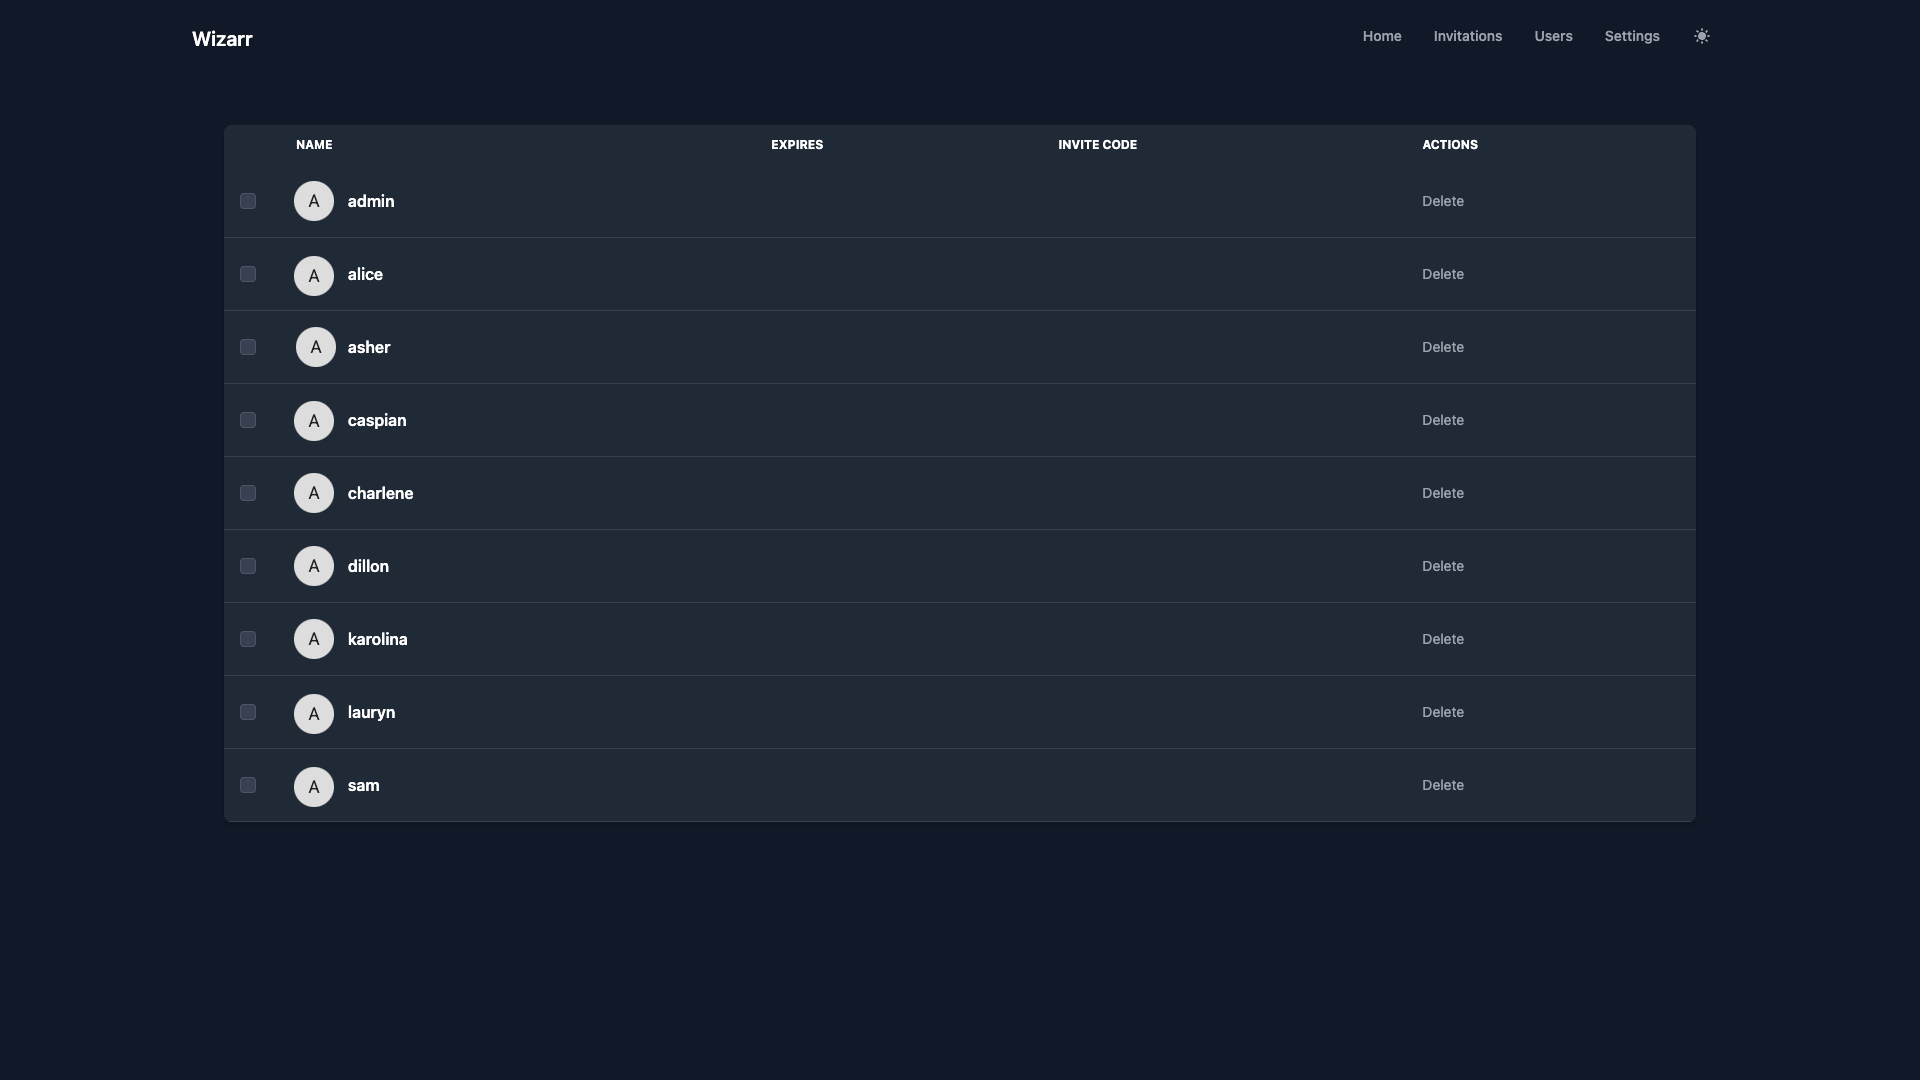 Wizarr
Home Invitations Users Settings
NAME EXPIRES INVITE CODE ACTIONS
A admin Delete
A alice Delete
A asher Delete
A caspian Delete
A charlene Delete
A dillon Delete
A karolina Delete
A lauryn Delete
A sam Delete